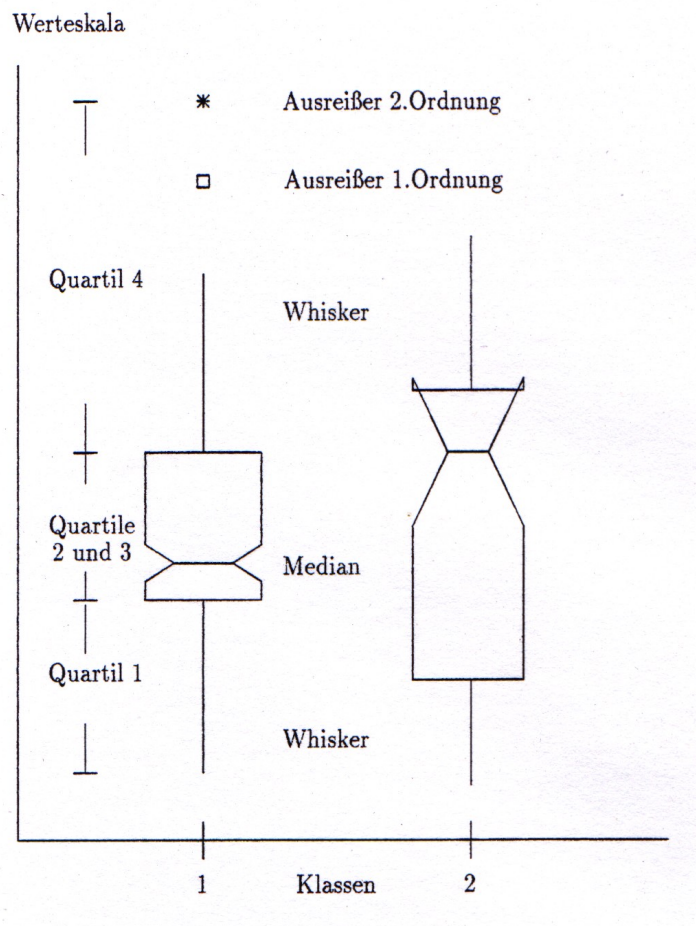 Werteskala
* Ausreißer 2.Ordnung
Ausreißer 1.Ordnung
Quartil 4
Whisker
Quartile
2 und 3
Median
Quartil 1
Whisker
1 Klassen 2